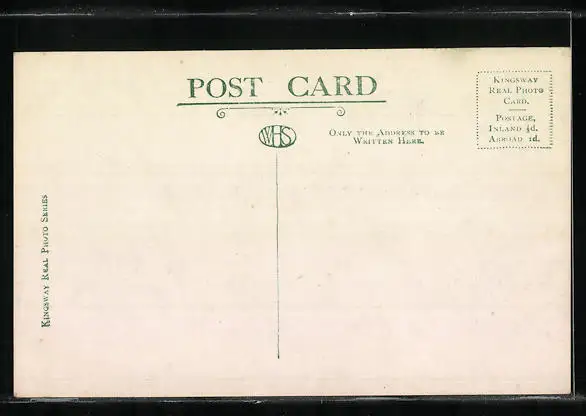 POST CARD
WHS
ONLY THE ADDRESS TO BE
WRITTEN HERE.
KINGSWAY
REAL PHOTO
CARD.
POSTAGE,
INLAND ½d.
ABROAD 1d.
KINGSWAY REAL PHOTO SERIES